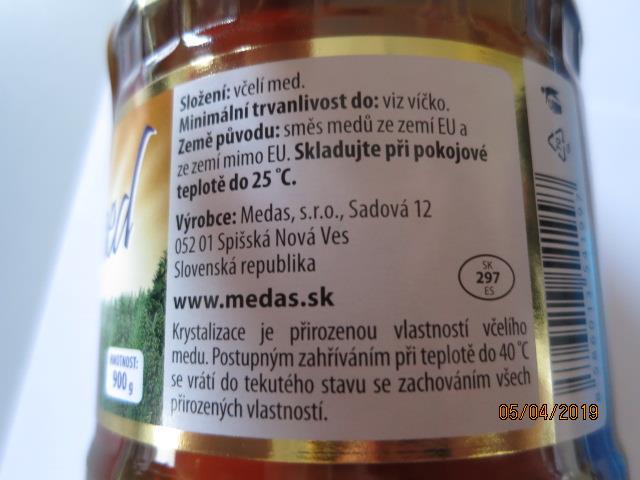 Složení: včelí med.
Minimální trvanlivost do: viz víčko.
Země původu: směs medů ze zemí EU a
ze zemí mimo EU. Skladujte při pokojové
teplotě do 25 °C.
Výrobce: Medas, s.r.o., Sadová 12
052 01 Spišská Nová Ves
Slovenská republika
www.medas.sk
SK
297
ES
Krystalizace je přirozenou vlastností včelího
medu. Postupným zahříváním při teplotě do 40 °C
se vrátí do tekutého stavu se zachováním všech
přirozených vlastností.
ed
HMOTNOST:
900 g
05/04/2019